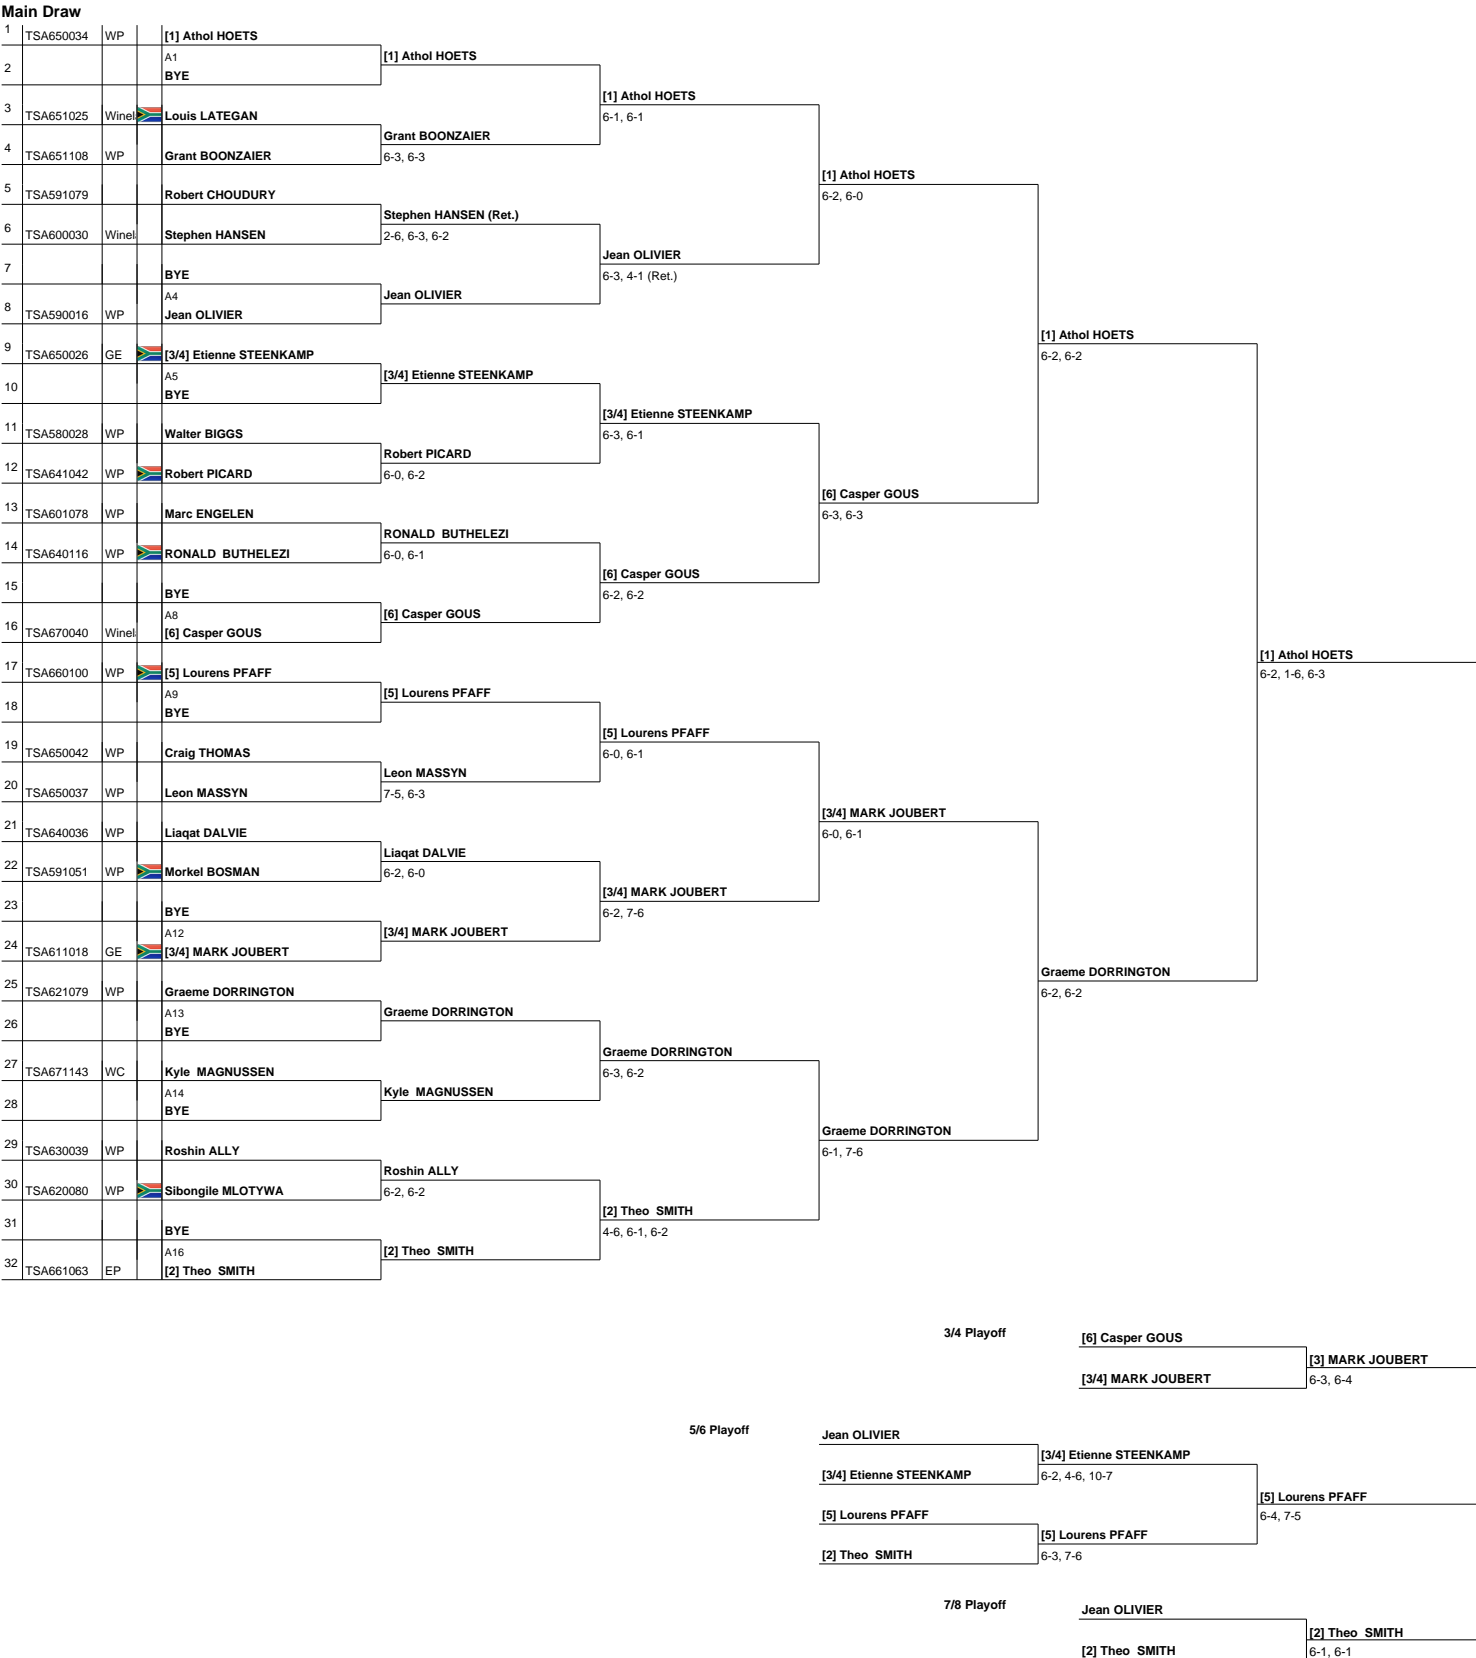 Main Draw
1 TSA650034 WP [1] Athol HOETS
A1 [1] Athol HOETS
2 BYE
[1] Athol HOETS
3 TSA651025 Winel Louis LATEGAN 6-1, 6-1
Grant BOONZAIER
4 TSA651108 WP Grant BOONZAIER 6-3, 6-3
[1] Athol HOETS
5 TSA591079 Robert CHOUDURY 6-2, 6-0
Stephen HANSEN (Ret.)
6 TSA600030 Winel Stephen HANSEN 2-6, 6-3, 6-2
Jean OLIVIER
7 BYE 6-3, 4-1 (Ret.)
A4 Jean OLIVIER
8 TSA590016 WP Jean OLIVIER
[1] Athol HOETS
9 TSA650026 GE [3/4] Etienne STEENKAMP 6-2, 6-2
A5 [3/4] Etienne STEENKAMP
10 BYE
[3/4] Etienne STEENKAMP
11 TSA580028 WP Walter BIGGS 6-3, 6-1
Robert PICARD
12 TSA641042 WP Robert PICARD 6-0, 6-2
[6] Casper GOUS
13 TSA601078 WP Marc ENGELEN 6-3, 6-3
RONALD BUTHELEZI
14 TSA640116 WP RONALD BUTHELEZI 6-0, 6-1
[6] Casper GOUS
15 BYE 6-2, 6-2
A8 [6] Casper GOUS
16 TSA670040 Winel [6] Casper GOUS
[1] Athol HOETS
17 TSA660100 WP [5] Lourens PFAFF 6-2, 1-6, 6-3
A9 [5] Lourens PFAFF
18 BYE
[5] Lourens PFAFF
19 TSA650042 WP Craig THOMAS 6-0, 6-1
Leon MASSYN
20 TSA650037 WP Leon MASSYN 7-5, 6-3
[3/4] MARK JOUBERT
21 TSA640036 WP Liaqat DALVIE 6-0, 6-1
Liaqat DALVIE
22 TSA591051 WP Morkel BOSMAN 6-2, 6-0
[3/4] MARK JOUBERT
23 BYE 6-2, 7-6
A12 [3/4] MARK JOUBERT
24 TSA611018 GE [3/4] MARK JOUBERT
Graeme DORRINGTON
25 TSA621079 WP Graeme DORRINGTON 6-2, 6-2
A13 Graeme DORRINGTON
26 BYE
Graeme DORRINGTON
27 TSA671143 WC Kyle MAGNUSSEN 6-3, 6-2
A14 Kyle MAGNUSSEN
28 BYE
Graeme DORRINGTON
29 TSA630039 WP Roshin ALLY 6-1, 7-6
Roshin ALLY
30 TSA620080 WP Sibongile MLOTYWA 6-2, 6-2
[2] Theo SMITH
31 BYE 4-6, 6-1, 6-2
A16 [2] Theo SMITH
32 TSA661063 EP [2] Theo SMITH
3/4 Playoff [6] Casper GOUS
[3] MARK JOUBERT
[3/4] MARK JOUBERT 6-3, 6-4
5/6 Playoff Jean OLIVIER
[3/4] Etienne STEENKAMP
[3/4] Etienne STEENKAMP 6-2, 4-6, 10-7
[5] Lourens PFAFF
[5] Lourens PFAFF 6-4, 7-5
[5] Lourens PFAFF
[2] Theo SMITH 6-3, 7-6
7/8 Playoff Jean OLIVIER
[2] Theo SMITH
[2] Theo SMITH 6-1, 6-1